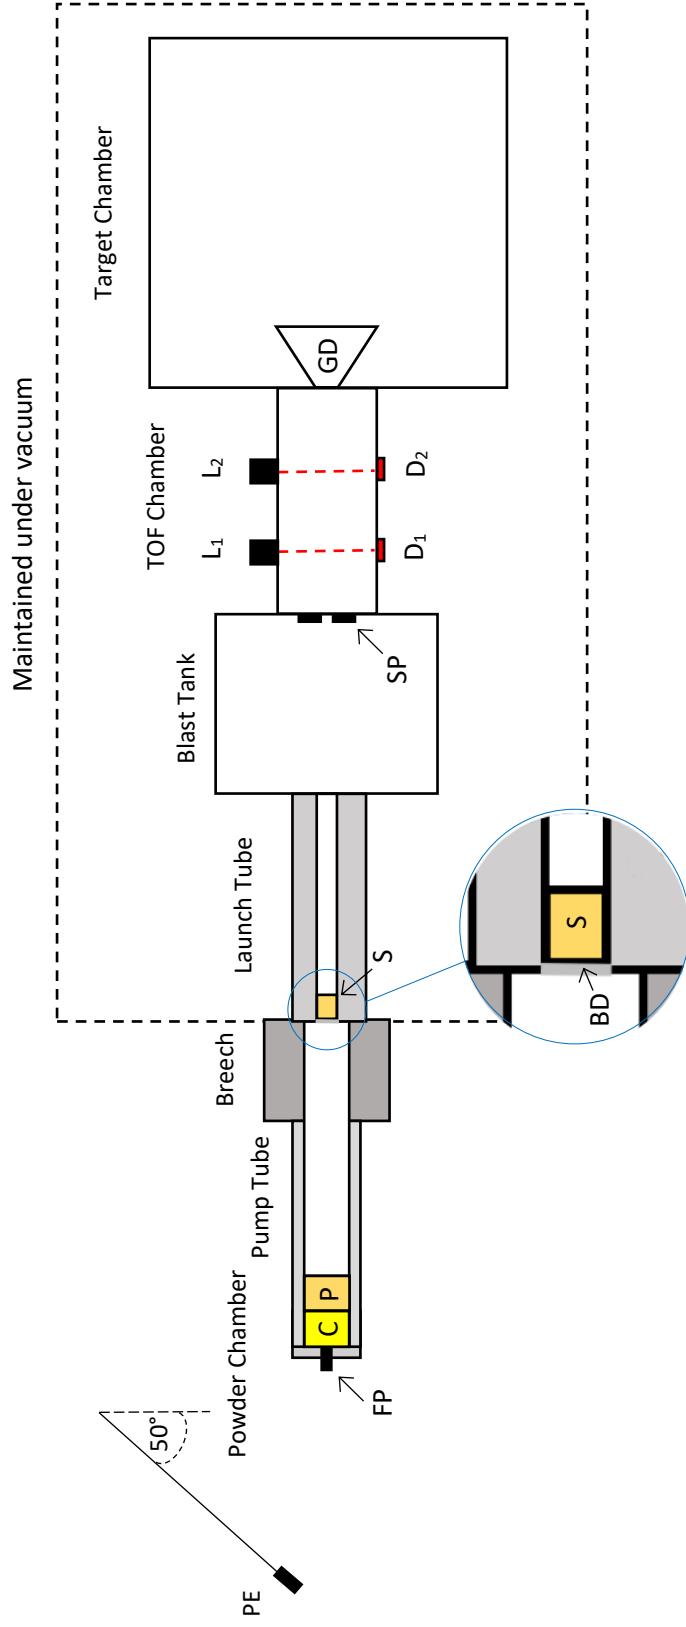 Maintained under vacuum
PE
50°
Powder Chamber
Pump Tube
Breech
Launch Tube
Blast Tank
TOF Chamber
Target Chamber
L₁
L₂
FP
C
P
S
SP
D₁
D₂
GD
BD
S